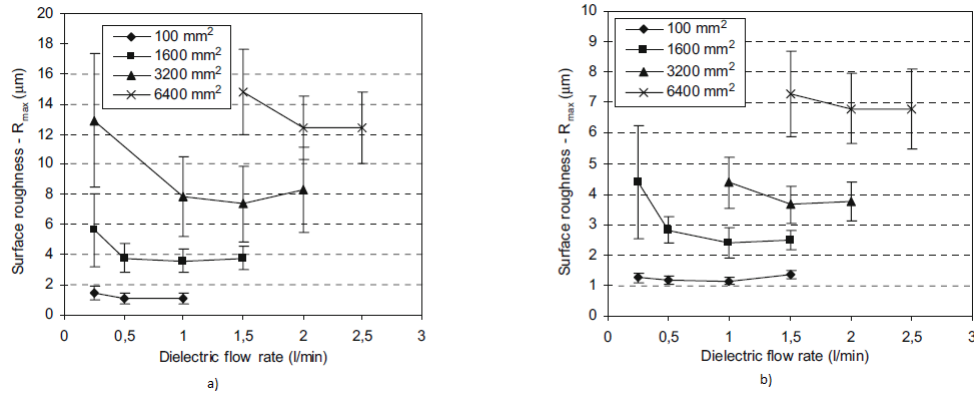 20
18
16
14
12
10
8
6
4
2
0
Surface roughness - Rmax (μm)
100 mm²
1600 mm²
3200 mm²
6400 mm²
0 0,5 1 1,5 2 2,5 3
Dielectric flow rate (l/min)
a)
10
9
8
7
6
5
4
3
2
1
0
Surface roughness - Rmax (μm)
100 mm²
1600 mm²
3200 mm²
6400 mm²
0 0,5 1 1,5 2 2,5 3
Dielectric flow rate (l/min)
b)